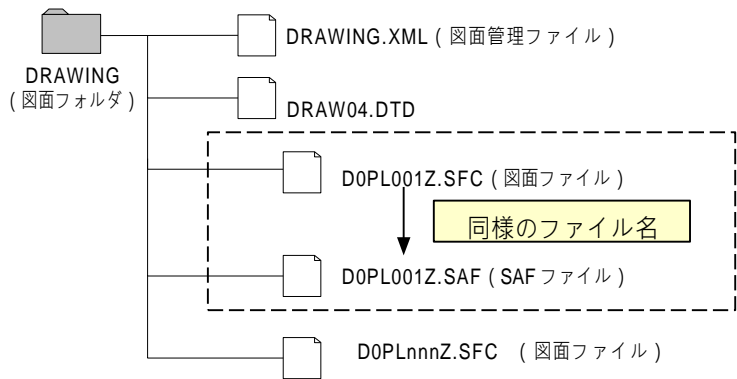 DRAWING.XML ( 図面管理ファイル )
DRAWING
( 図面フォルダ )
DRAW04.DTD
D0PL001Z.SFC ( 図面ファイル )
同様のファイル名
D0PL001Z.SAF ( SAF ファイル )
D0PLnnnZ.SFC ( 図面ファイル )